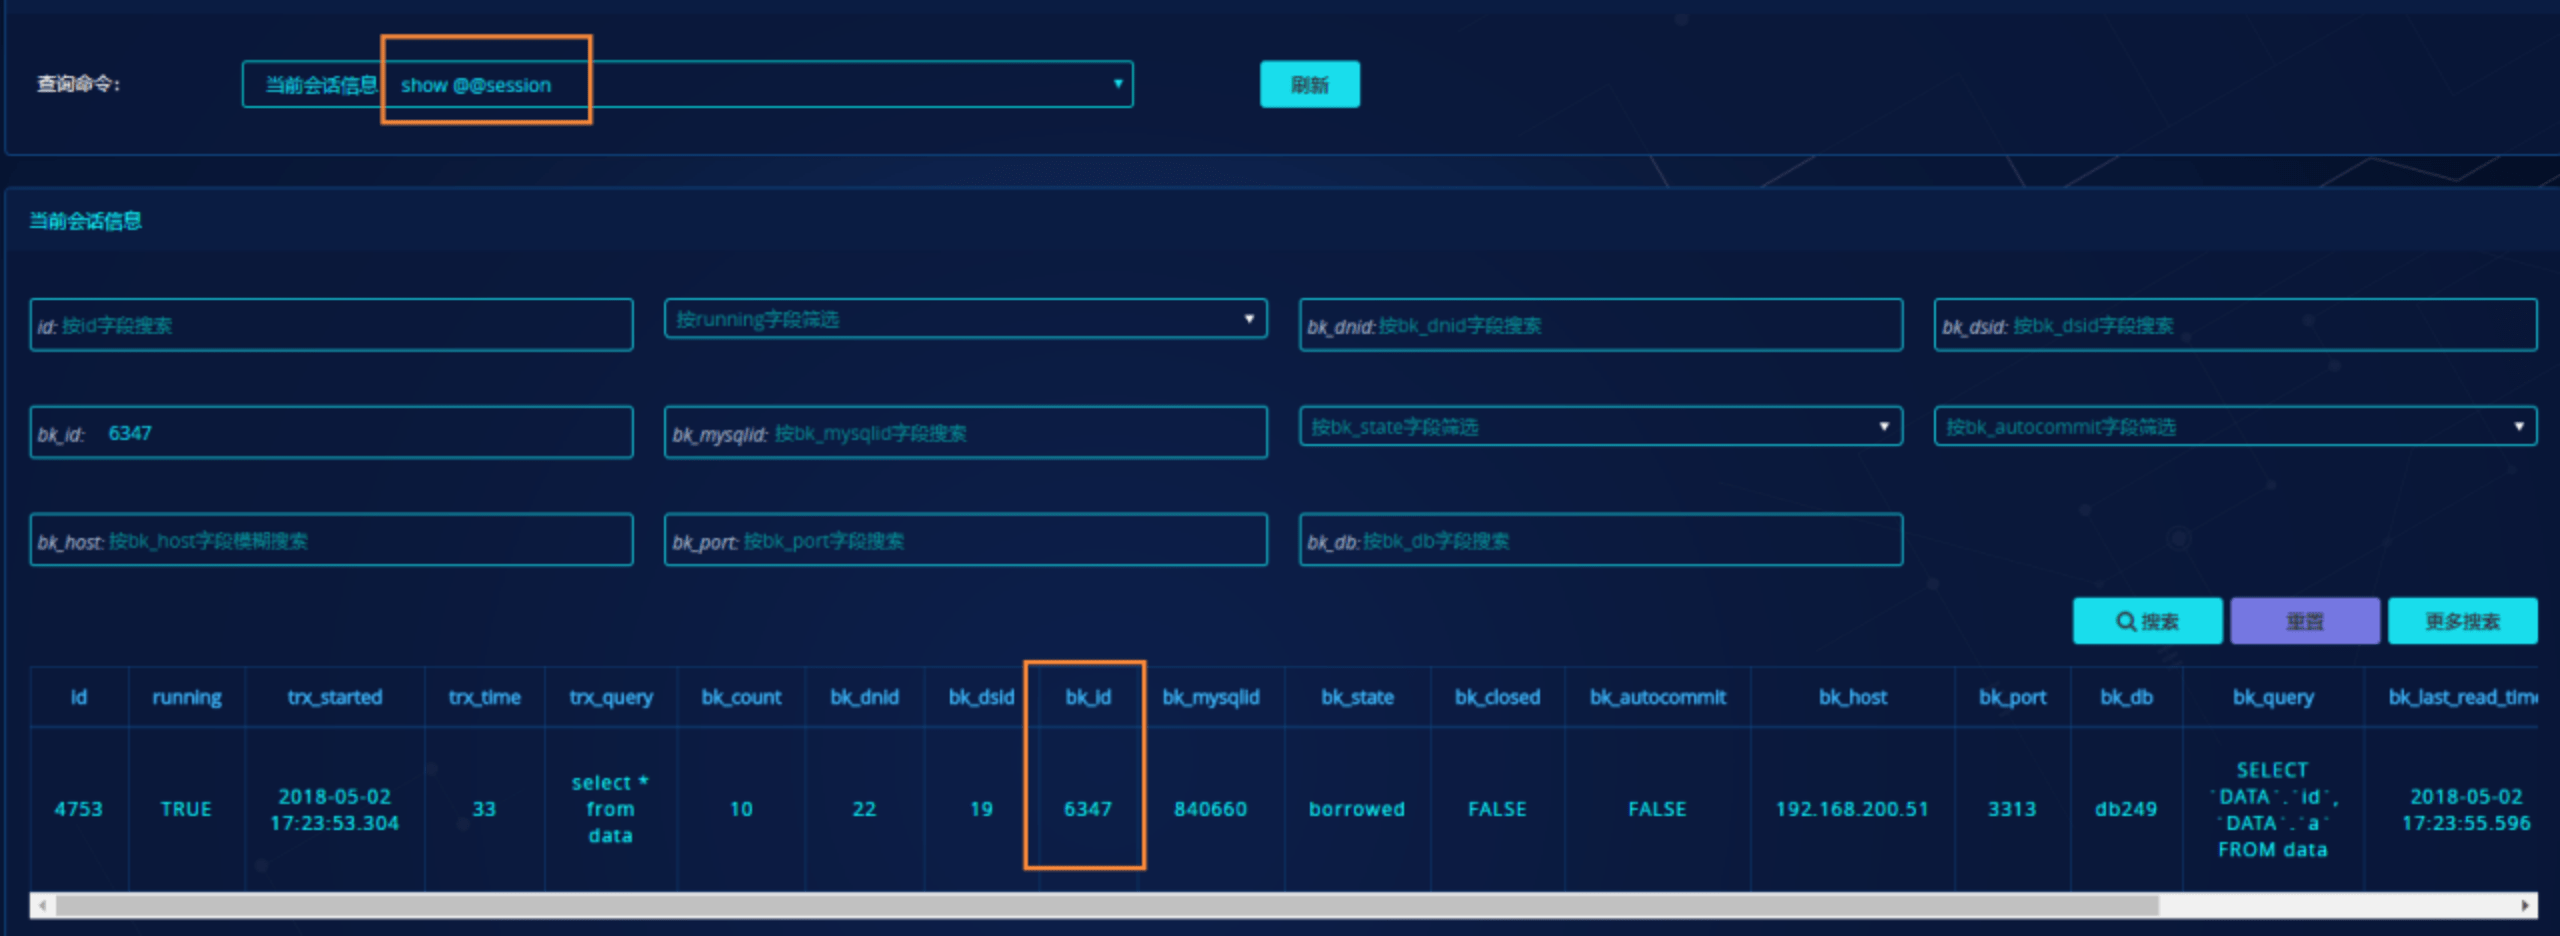 查询命令:
当前会话信息 show @@session
刷新
当前会话信息
id: 按id字段搜索
按running字段筛选
bk_dnid: 按bk_dnid字段搜索
bk_dsid: 按bk_dsid字段搜索
bk_id: 6347
bk_mysqlid: 按bk_mysqlid字段搜索
按bk_state字段筛选
按bk_autocommit字段筛选
bk_host: 按bk_host字段模糊搜索
bk_port: 按bk_port字段搜索
bk_db: 按bk_db字段搜索
搜索 重置 更多搜索
id running trx_started trx_time trx_query bk_count bk_dnid bk_dsid bk_id bk_mysqlid bk_state bk_closed bk_autocommit bk_host bk_port bk_db bk_query bk_last_read_time
4753
TRUE
2018-05-02
17:23:53.304
33
select *
from
data
10
22
19
6347
840660
borrowed
FALSE
FALSE
192.168.200.51
3313
db249
SELECT
`DATA`.`id`,
`DATA`.`a`
FROM data
2018-05-02
17:23:55.596